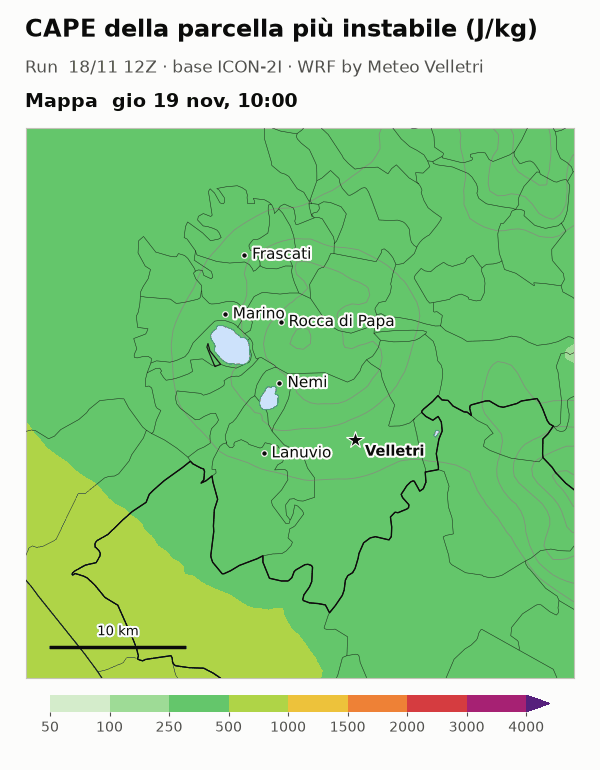 CAPE della parcella più instabile (J/kg)
Run  18/11 12Z · base ICON-2I · WRF by Meteo Velletri
Mappa  gio 19 nov, 10:00
Frascati
Marino
Rocca di Papa
Nemi
Velletri
Lanuvio
10 km
50 100 250 500 1000 1500 2000 3000 4000